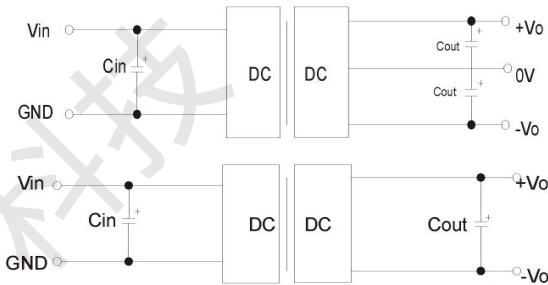 Vin
+
Cin
GND
DC
DC
+
Cout
+
Cout
+Vo
0V
-Vo
Vin
+
Cin
GND
DC
DC
+
Cout
+Vo
-Vo
科技